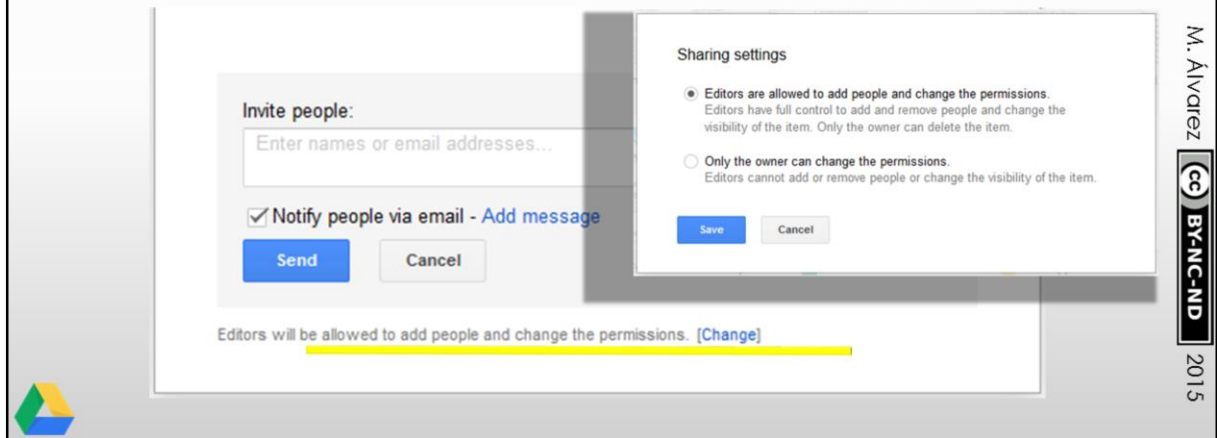 Invite people:
Enter names or email addresses...
Notify people via email - Add message
Send
Cancel
Editors will be allowed to add people and change the permissions. [Change]
Sharing settings
Editors are allowed to add people and change the permissions.
Editors have full control to add and remove people and change the
visibility of the item. Only the owner can delete the item.
Only the owner can change the permissions.
Editors cannot add or remove people or change the visibility of the item.
Save
Cancel
M. Álvarez
cc BY-NC-ND
2015